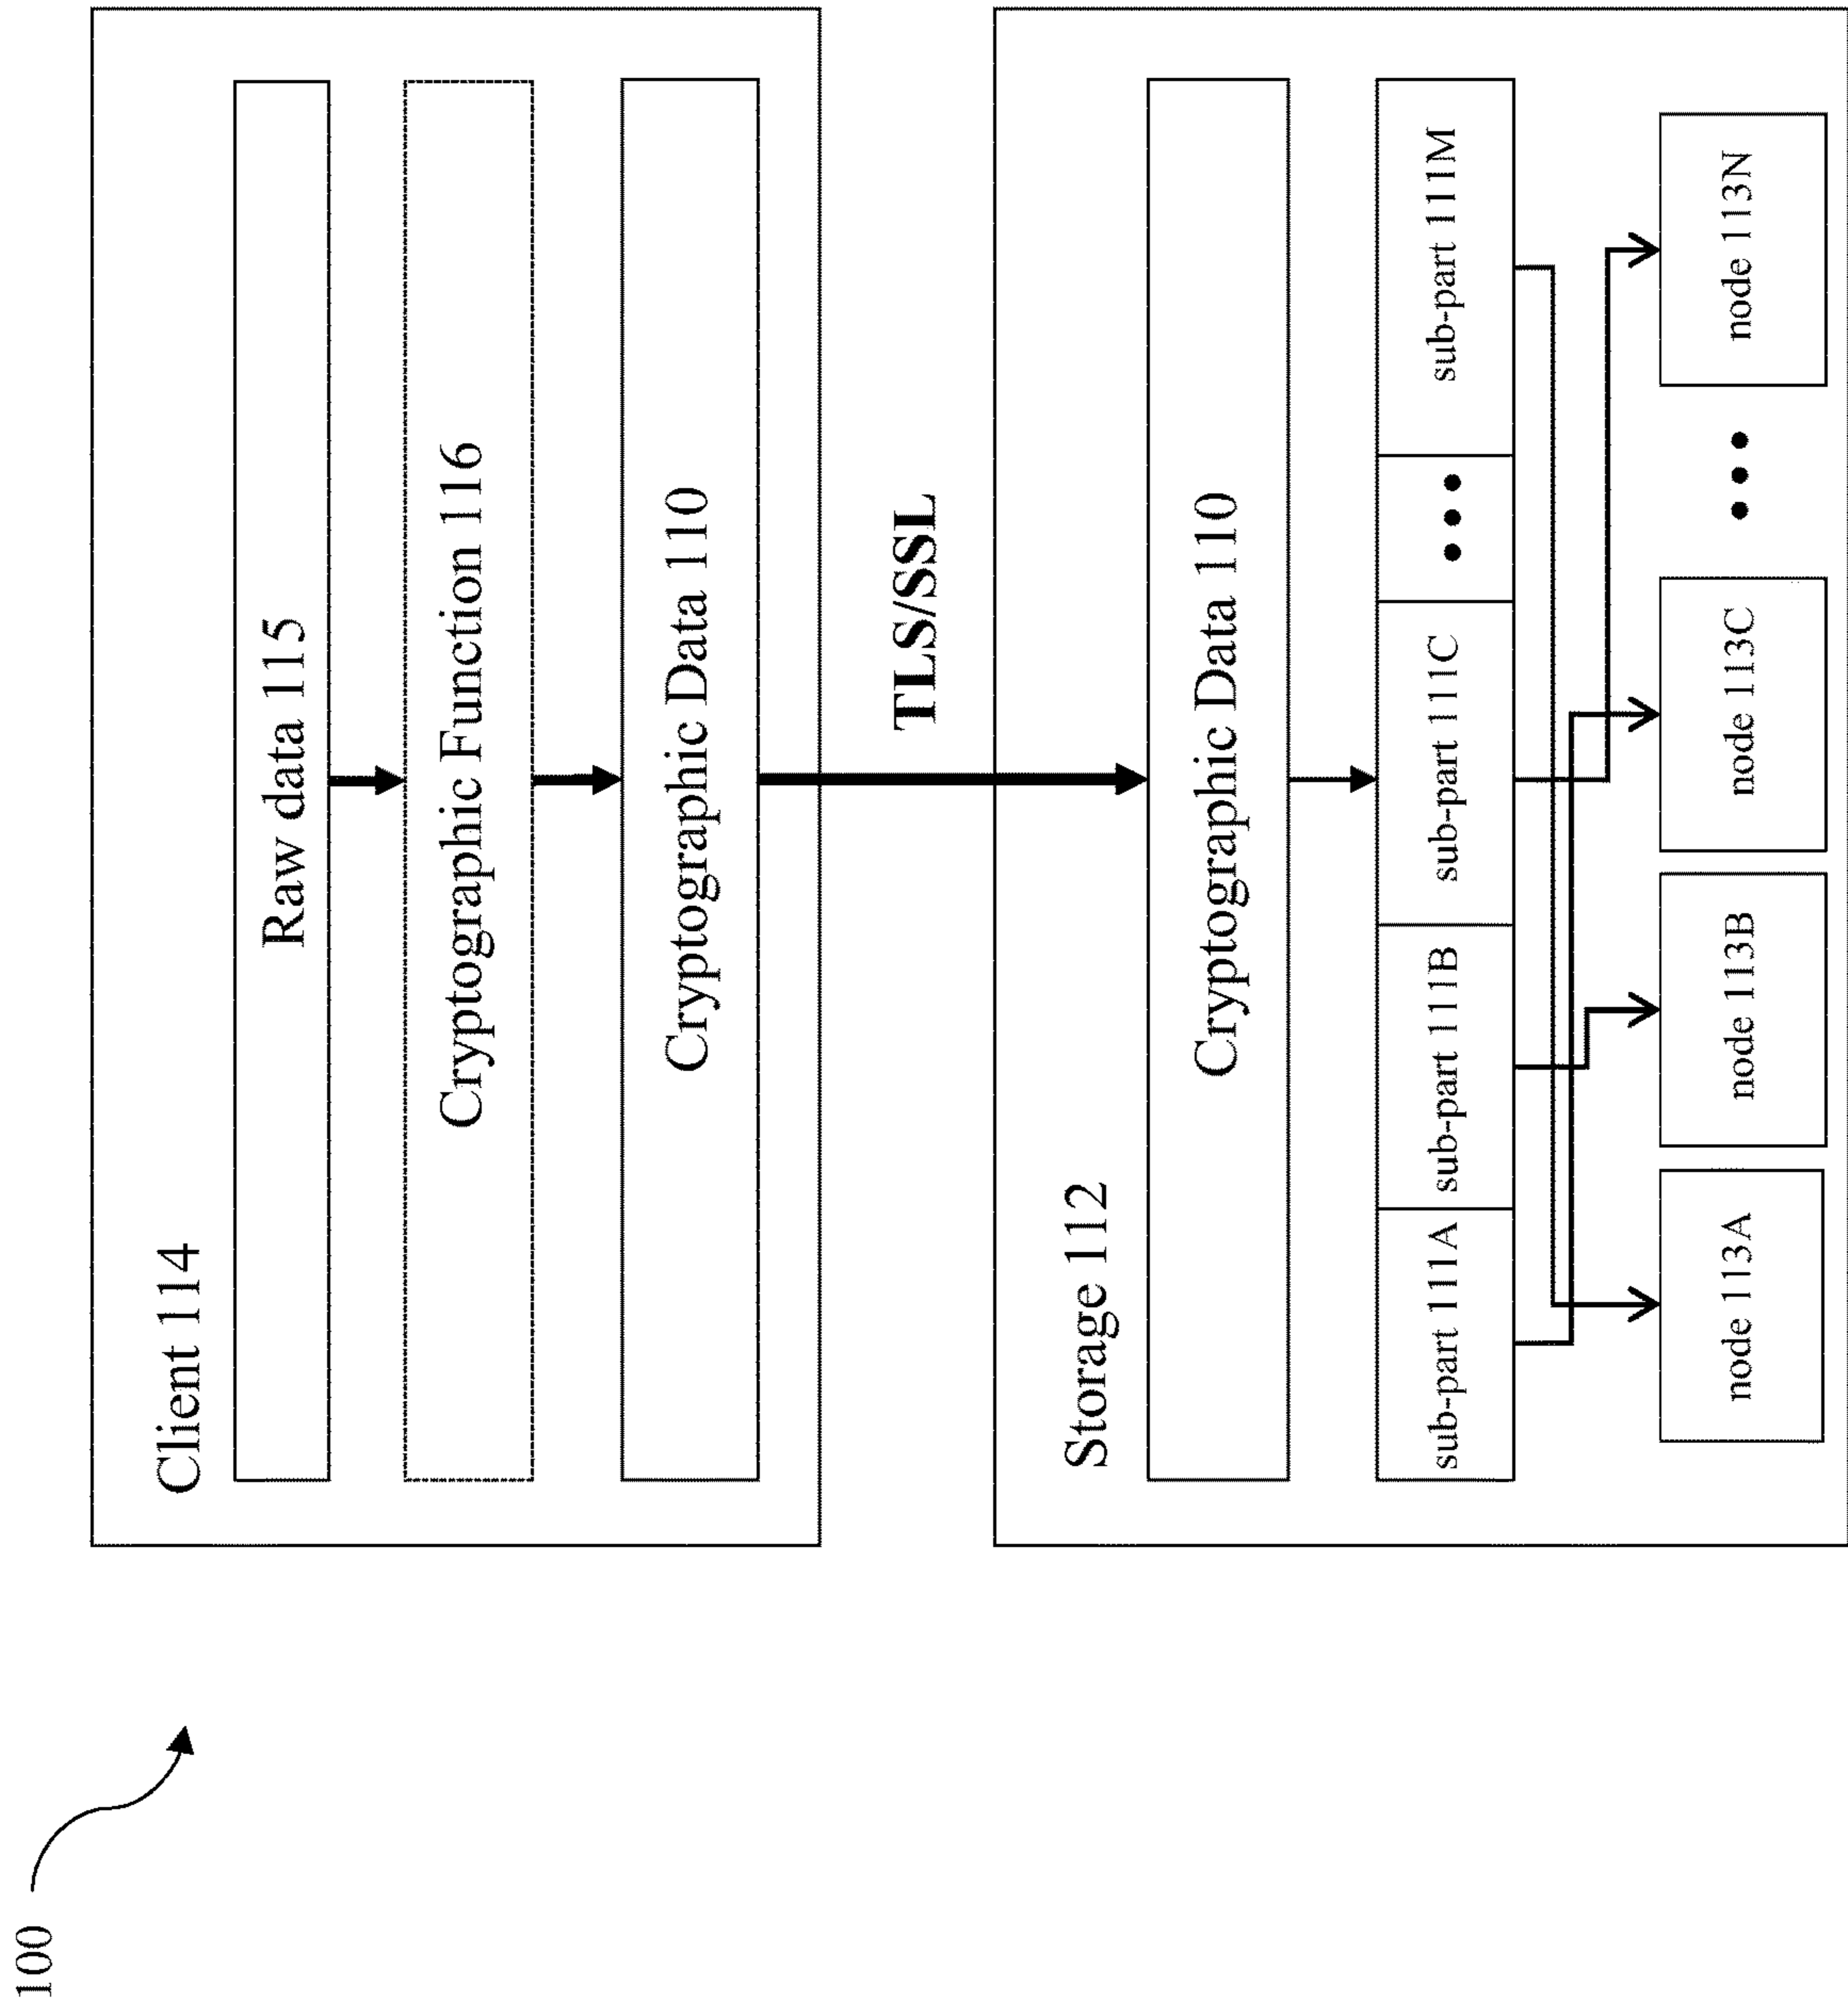 100
Client 114
Raw data 115
Cryptographic Function 116
Cryptographic Data 110
TLS/SSL
Storage 112
Cryptographic Data 110
sub-part 111A
sub-part 111B
sub-part 111C
sub-part 111M
node 113A
node 113B
node 113C
node 113N